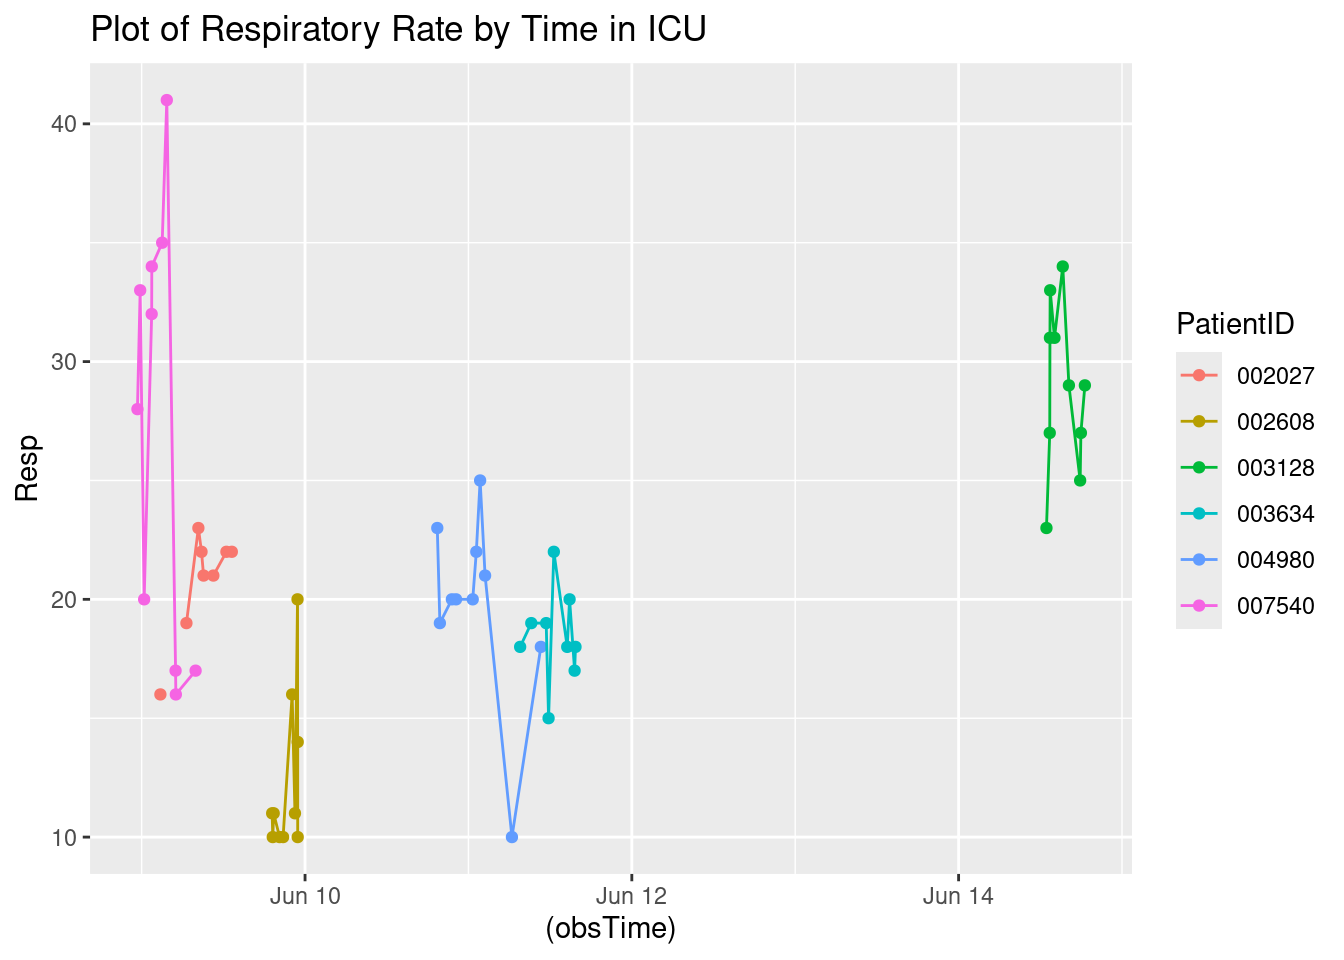 Plot of Respiratory Rate by Time in ICU
Resp
40
30
20
10
Jun 10
Jun 12
Jun 14
(obsTime)
PatientID
002027
002608
003128
003634
004980
007540